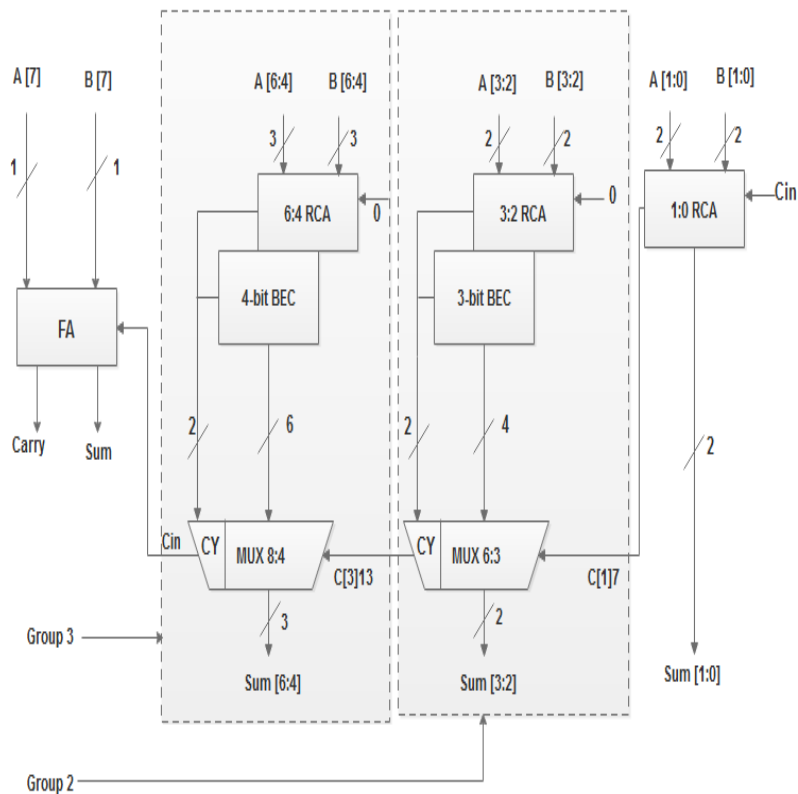 A [7]
B [7]
A [6:4]
B [6:4]
A [3:2]
B [3:2]
A [1:0]
B [1:0]
1
1
3
3
2
2
2
2
6:4 RCA
0
3:2 RCA
0
1:0 RCA
Cin
4-bit BEC
3-bit BEC
FA
2
6
2
4
2
Carry
Sum
Cin
CY
MUX 8:4
C[3]13
CY
MUX 6:3
C[1]7
3
2
Group 3
Sum [6:4]
Sum [3:2]
Sum [1:0]
Group 2